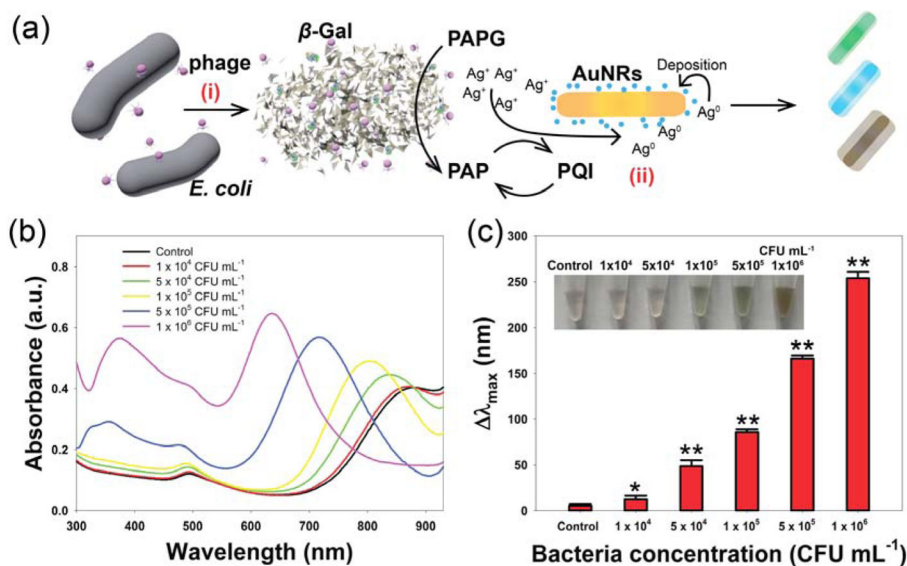 (a)
phage
(i)
E. coli
β-Gal
PAPG
PAP
PQI
Ag⁺ Ag⁺
Ag⁺ Ag⁺
Ag⁺
AuNRs
Deposition
Ag⁰
Ag⁰
Ag⁰
(ii)
(b)
Absorbance (a.u.)
0.8
0.6
0.4
0.2
0.0
Control
1 x 10⁴ CFU mL⁻¹
5 x 10⁴ CFU mL⁻¹
1 x 10⁵ CFU mL⁻¹
5 x 10⁵ CFU mL⁻¹
1 x 10⁶ CFU mL⁻¹
300 400 500 600 700 800 900
Wavelength (nm)
(c)
Δλmax (nm)
300
250
200
150
100
50
0
CFU mL⁻¹
Control 1x10⁴ 5x10⁴ 1x10⁵ 5x10⁵ 1x10⁶
* ** ** ** **
Control 1 x 10⁴ 5 x 10⁴ 1 x 10⁵ 5 x 10⁵ 1 x 10⁶
Bacteria concentration (CFU mL⁻¹)